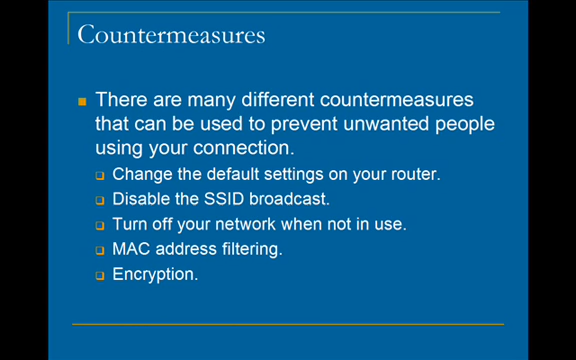 Countermeasures
There are many different countermeasures
that can be used to prevent unwanted people
using your connection.
Change the default settings on your router.
Disable the SSID broadcast.
Turn off your network when not in use.
MAC address filtering.
Encryption.